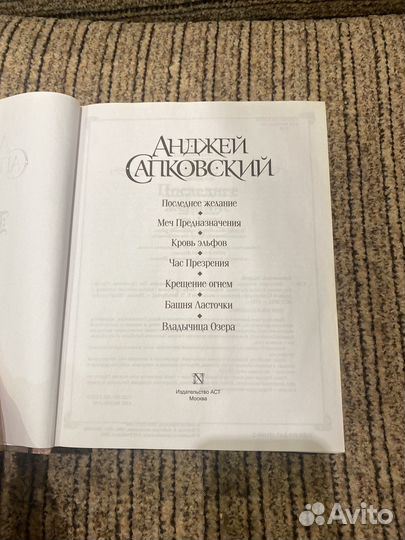 АНДЖЕЙ
САПКОВСКИЙ
Последнее желание
Меч Предназначения
Кровь эльфов
Час Презрения
Крещение огнем
Башня Ласточки
Владычица Озера
Издательство АСТ
Москва
Avito